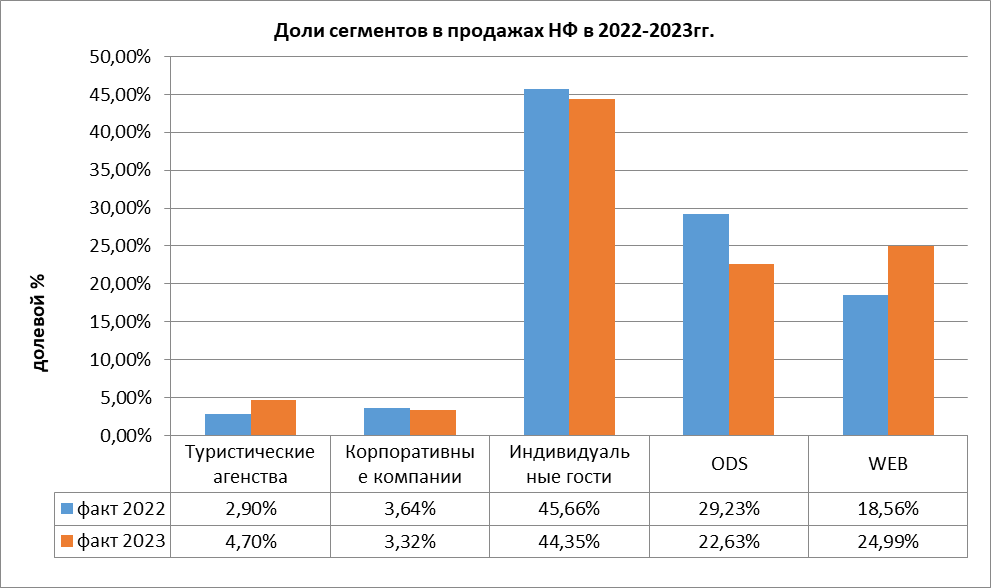 Доли сегментов в продажах НФ в 2022-2023гг.
50,00%
45,00%
40,00%
35,00%
30,00%
25,00%
20,00%
15,00%
10,00%
5,00%
0,00%
долевой %
Туристические
агенства
Корпоративны
е компании
Индивидуаль
ные гости
ODS
WEB
факт 2022 2,90% 3,64% 45,66% 29,23% 18,56%
факт 2023 4,70% 3,32% 44,35% 22,63% 24,99%